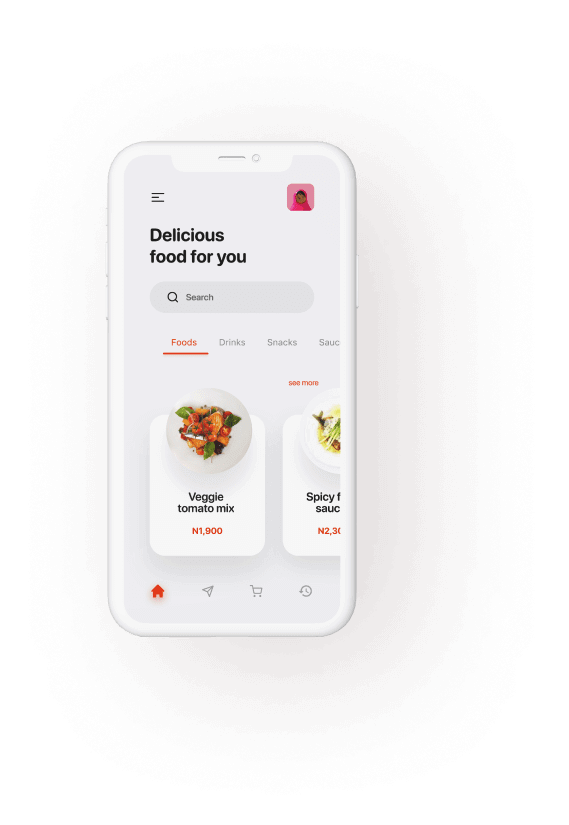 Delicious
food for you
Search
Foods Drinks Snacks Sauc
see more
Veggie
tomato mix
N1,900
Spicy f
sauc
N2,30